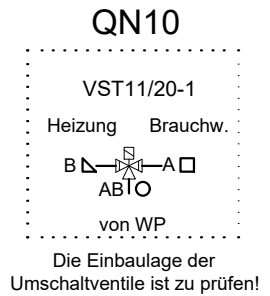 QN10
VST11/20-1
Heizung Brauchw.
B A
AB
von WP
Die Einbaulage der
Umschaltventile ist zu prüfen!